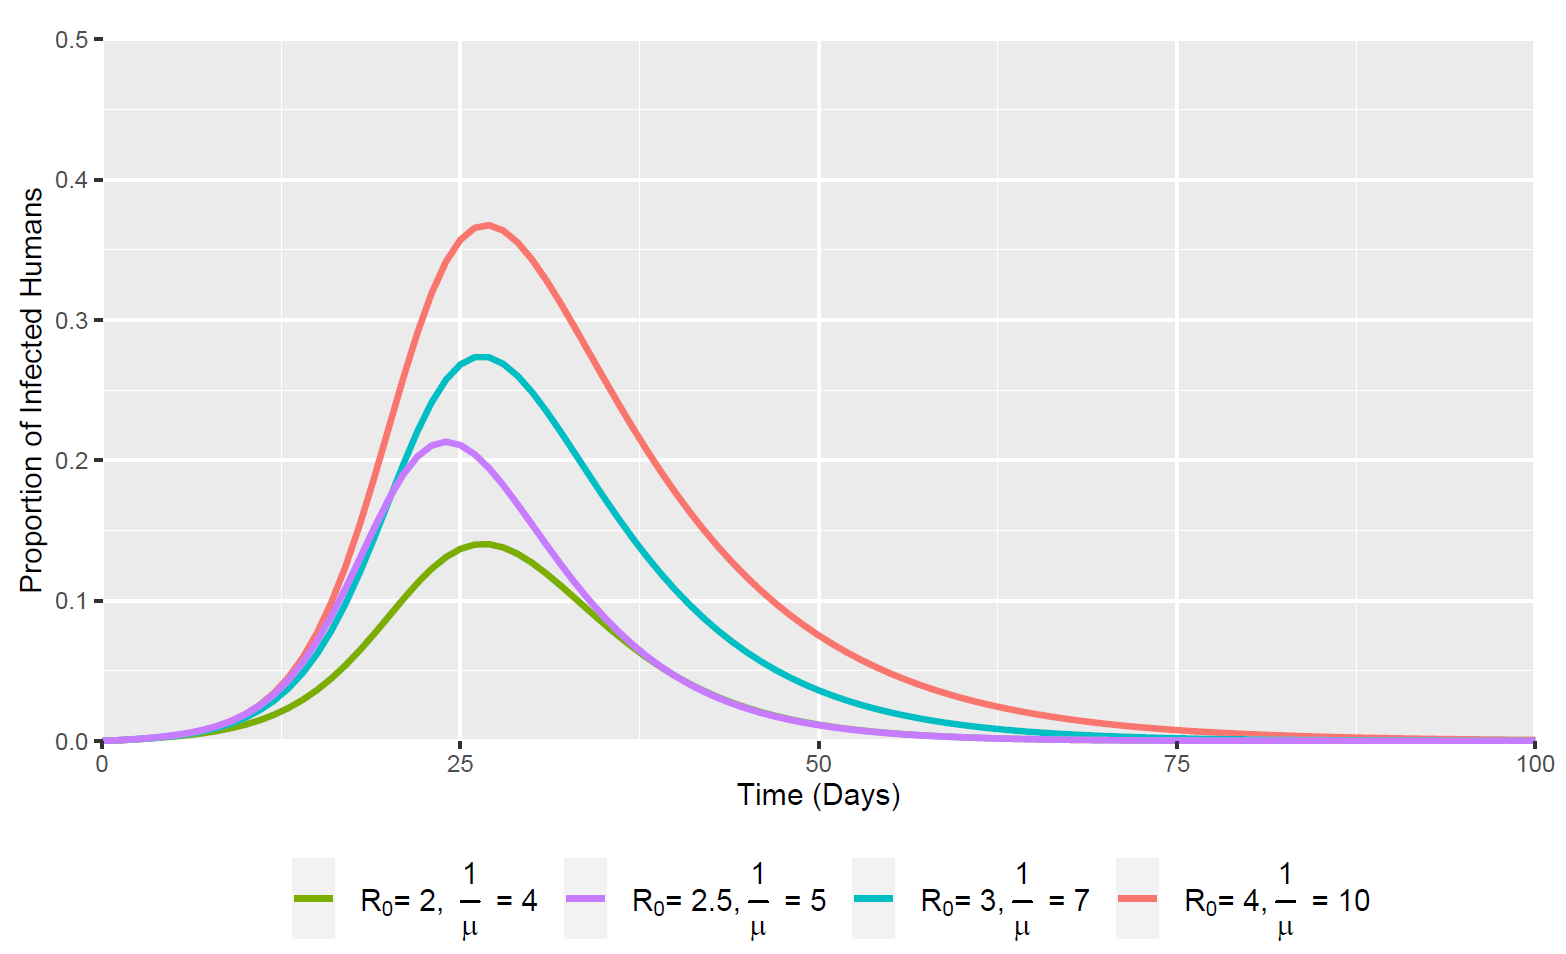 Proportion of Infected Humans
0.5
0.4
0.3
0.2
0.1
0.0
0 25 50 75 100
Time (Days)
R₀= 2, 1/μ = 4
R₀= 2.5, 1/μ = 5
R₀= 3, 1/μ = 7
R₀= 4, 1/μ = 10